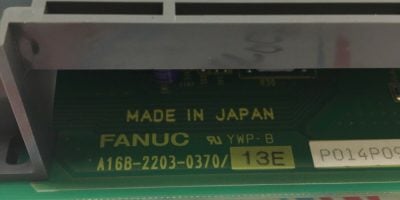 MADE IN JAPAN
FANUC YWP-B
A16B-2203-0370/13E P014P09